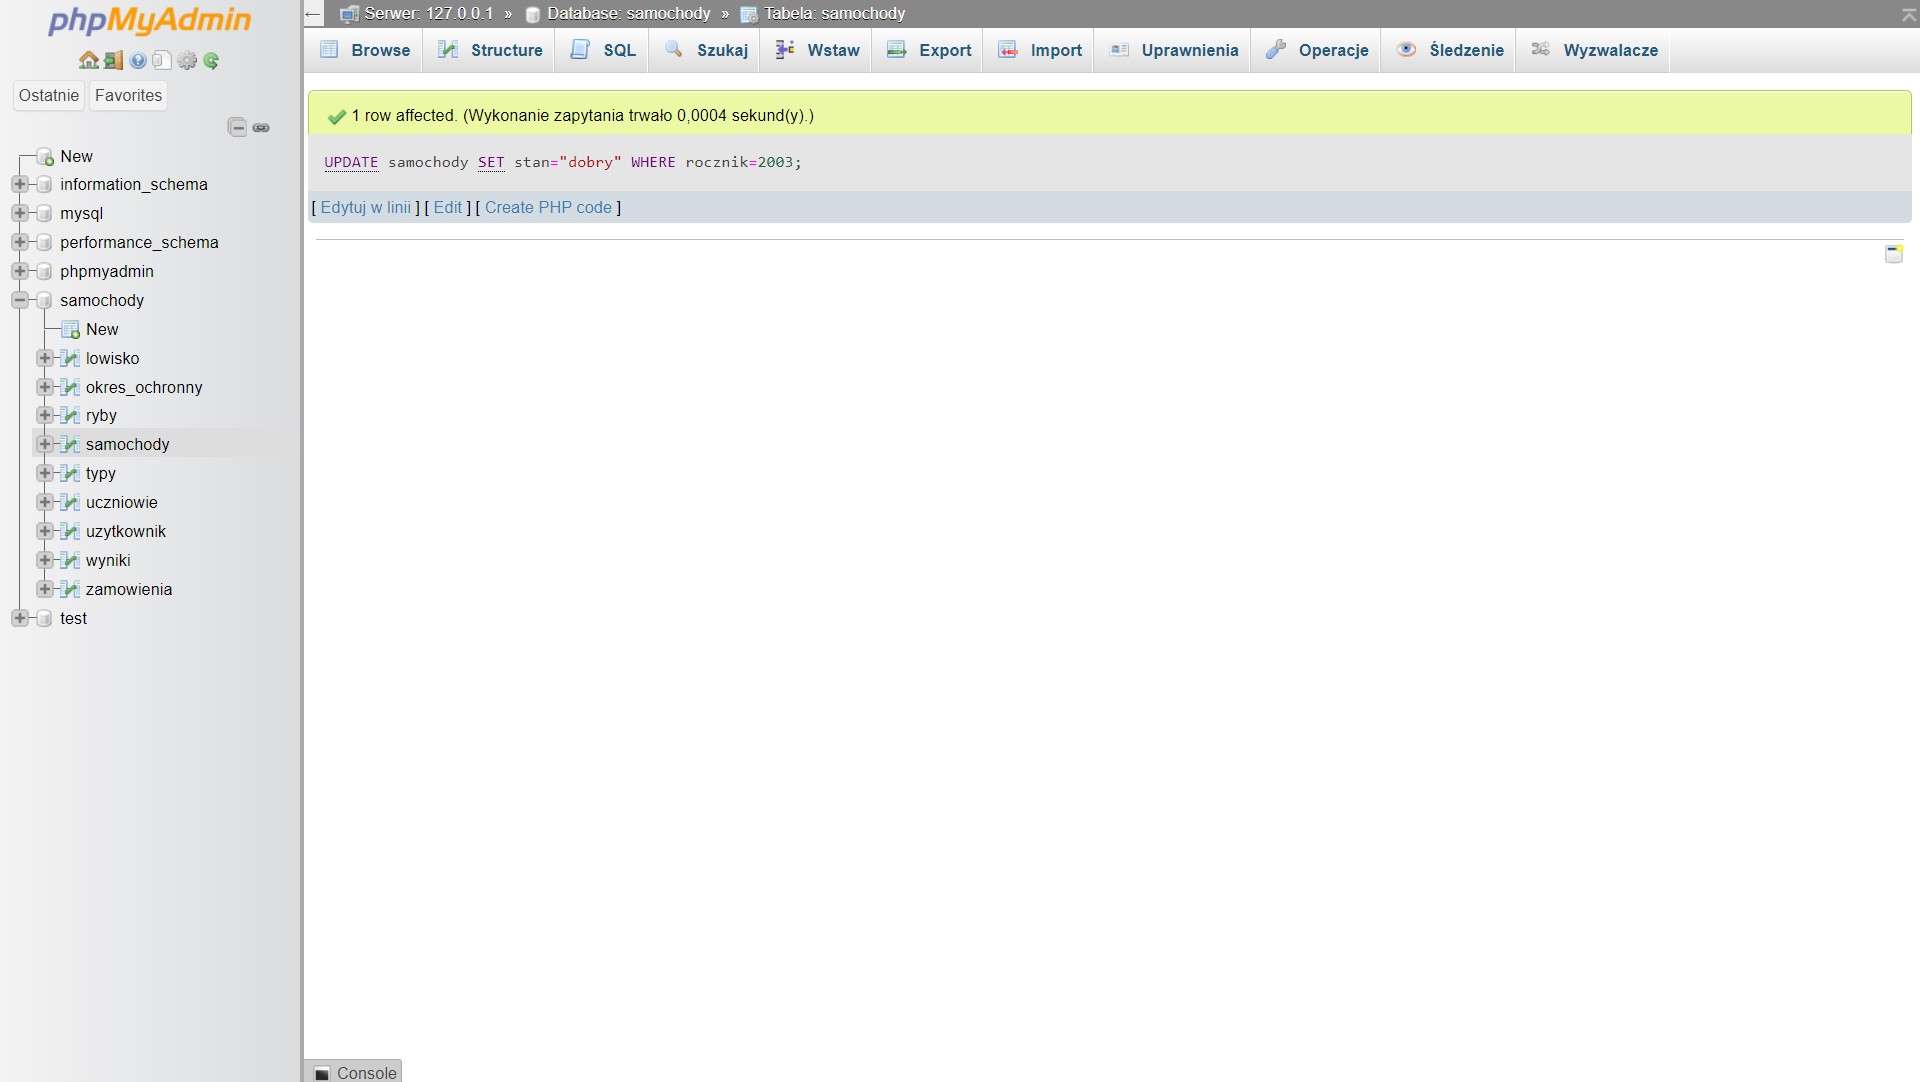 phpMyAdmin
Ostatnie Favorites
New
information_schema
mysql
performance_schema
phpmyadmin
samochody
New
lowisko
okres_ochronny
ryby
samochody
typy
uczniowie
uzytkownik
wyniki
zamowienia
test
Serwer: 127.0.0.1 » Database: samochody » Tabela: samochody
Browse Structure SQL Szukaj Wstaw Export Import Uprawnienia Operacje Śledzenie Wyzwalacze
1 row affected. (Wykonanie zapytania trwało 0,0004 sekund(y).)
UPDATE samochody SET stan="dobry" WHERE rocznik=2003;
[ Edytuj w linii ] [ Edit ] [ Create PHP code ]
Console